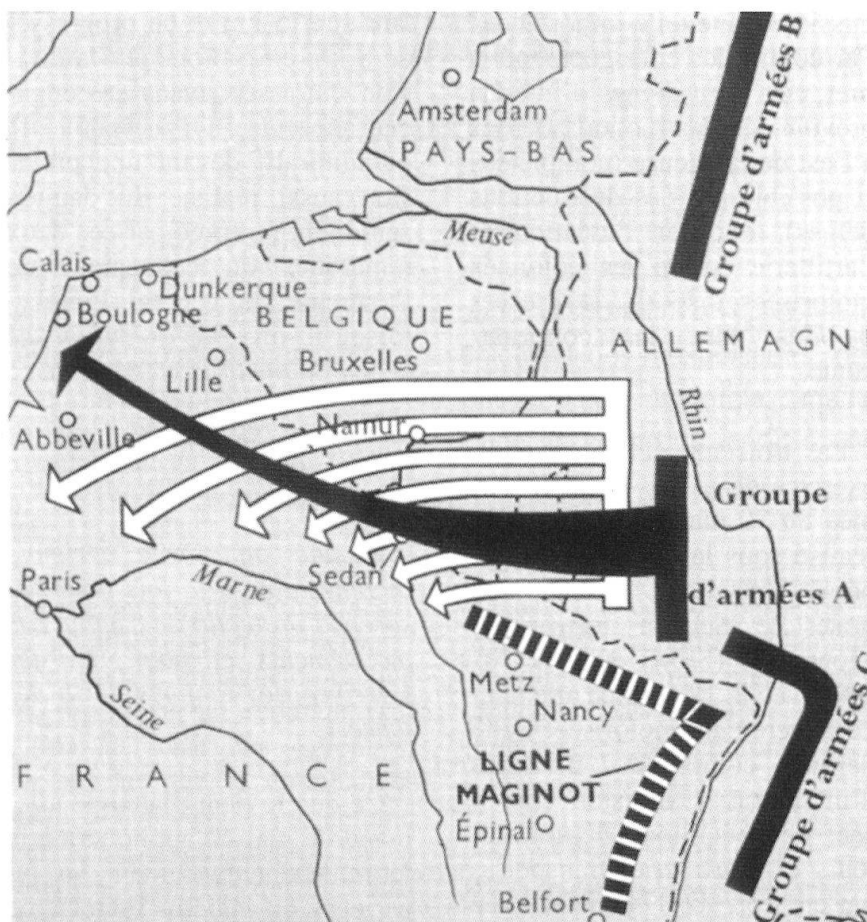 Amsterdam
PAYS-BAS
Groupe d'armées B
Meuse
Calais
Dunkerque
Boulogne
BELGIQUE
Bruxelles
Lille
ALLEMAGN
Rhin
Abbeville
Namur
Groupe
d'armées A
Sedan
Paris
Marne
Metz
Seine
Nancy
LIGNE
MAGINOT
FRANCE
Épinal
Groupe d'armées C
Belfort